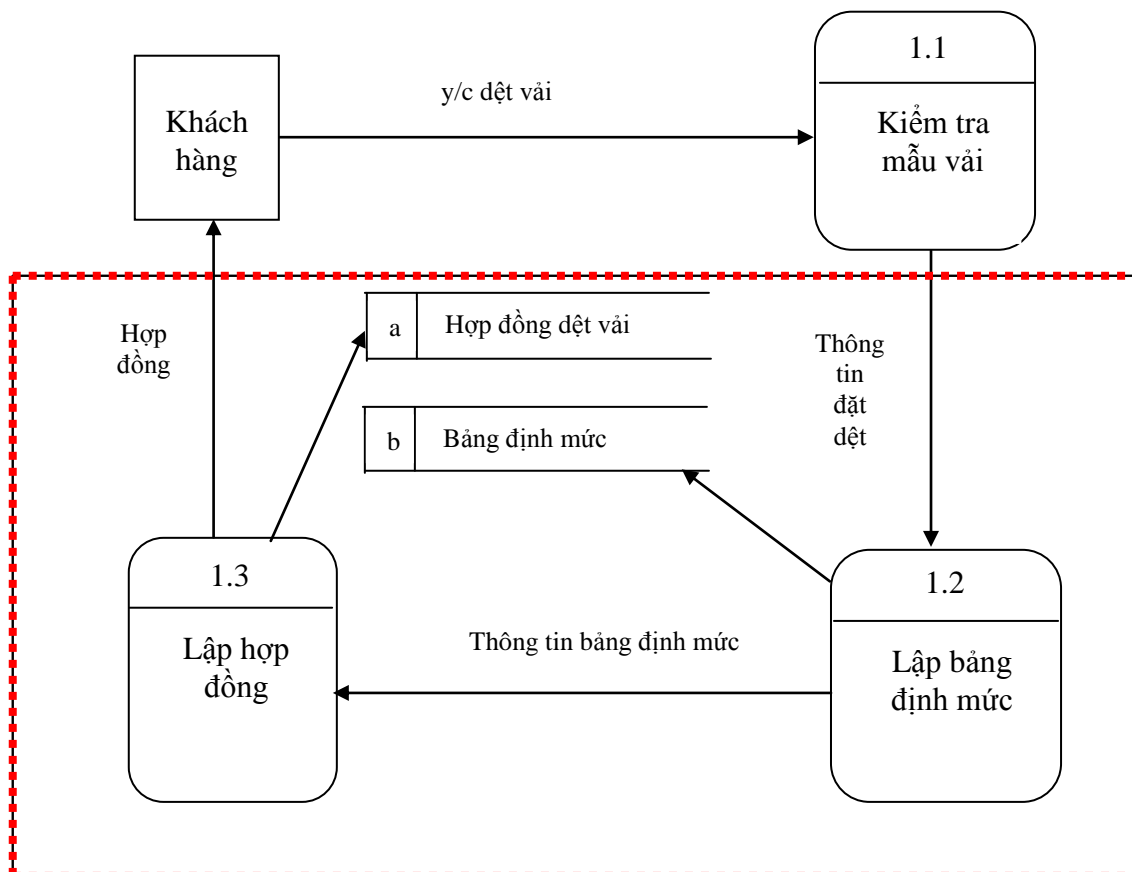 1.1
y/c dệt vải
Khách
hàng
Kiểm tra
mẫu vải
Hợp
đồng
a
Hợp đồng dệt vải
Thông
tin
đặt
dệt
b
Bảng định mức
1.3
Lập hợp
đồng
Thông tin bảng định mức
1.2
Lập bảng
định mức